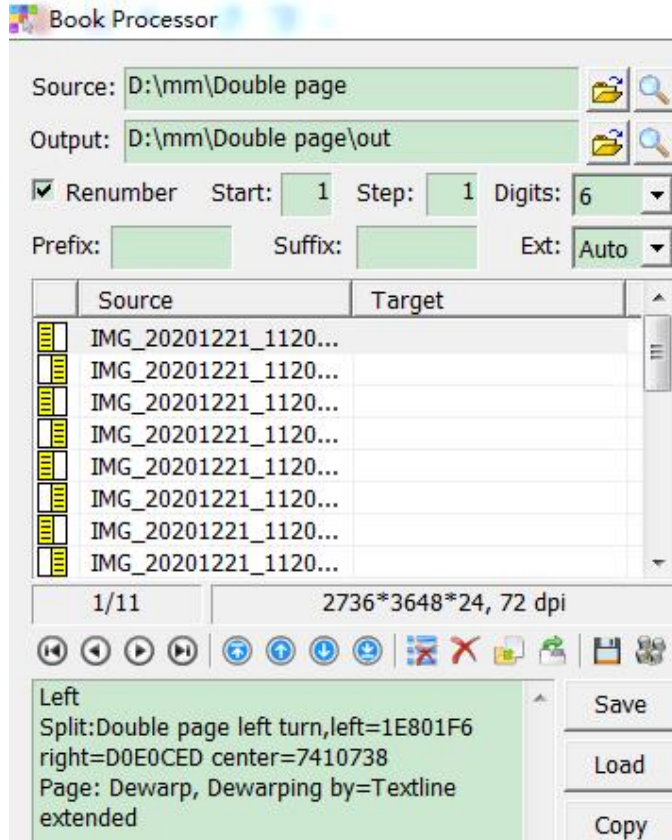 Book Processor
Source: D:\mm\Double page
Output: D:\mm\Double page\out
Renumber Start: 1 Step: 1 Digits: 6
Prefix: Suffix: Ext: Auto
Source Target
IMG_20201221_1120...
IMG_20201221_1120...
IMG_20201221_1120...
IMG_20201221_1120...
IMG_20201221_1120...
IMG_20201221_1120...
IMG_20201221_1120...
IMG_20201221_1120...
1/11 2736*3648*24, 72 dpi
Left
Split:Double page left turn,left=1E801F6
right=D0E0CED center=7410738
Page: Dewarp, Dewarping by=Textline
extended
Save
Load
Copy